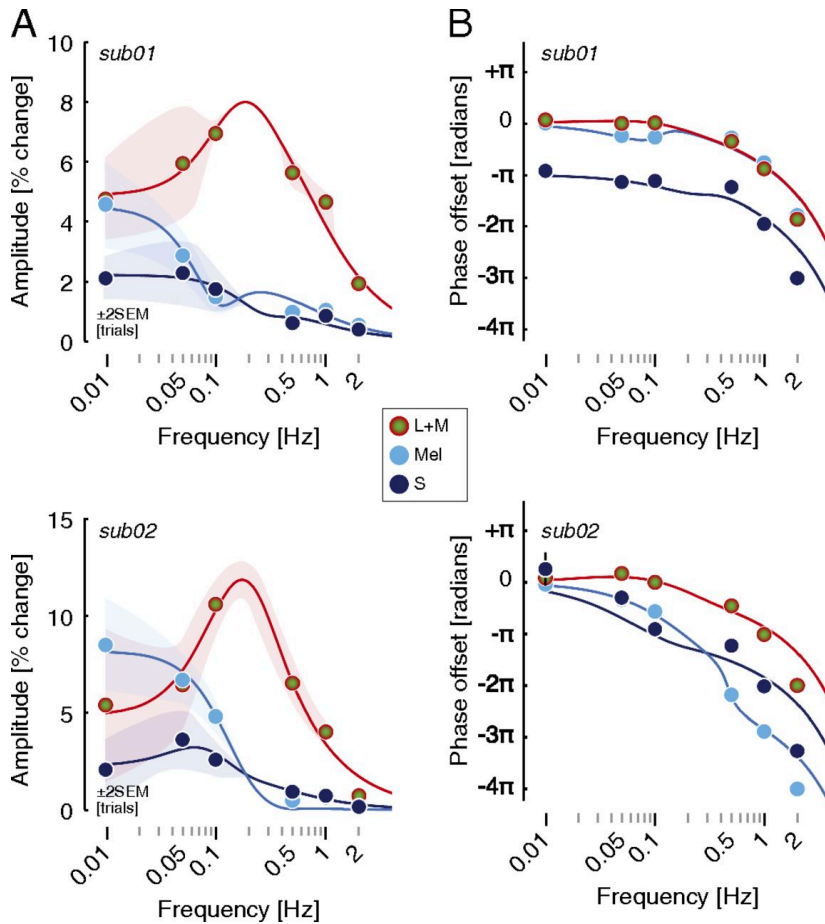 A
sub01
10
8
6
4
2
0
Amplitude [% change]
±2SEM
[trials]
0.01
0.05
0.1
0.5
1
2
Frequency [Hz]
B
sub01
+π
0
-π
-2π
-3π
-4π
Phase offset [radians]
0.01
0.05
0.1
0.5
1
2
Frequency [Hz]
L+M
Mel
S
sub02
15
10
5
0
Amplitude [% change]
±2SEM
[trials]
0.01
0.05
0.1
0.5
1
2
Frequency [Hz]
sub02
+π
0
-π
-2π
-3π
-4π
Phase offset [radians]
0.01
0.05
0.1
0.5
1
2
Frequency [Hz]